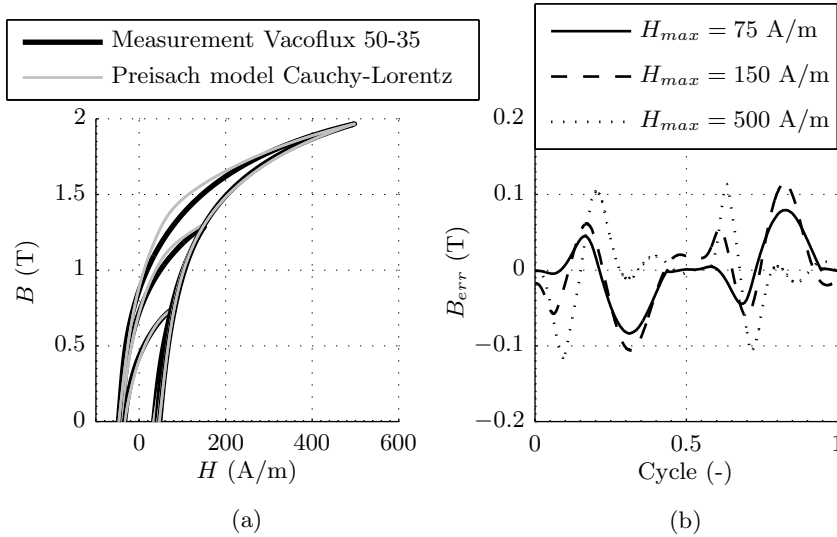 Measurement Vacoflux 50-35
Preisach model Cauchy-Lorentz
2
1.5
1
0.5
0
B (T)
0
200
400
600
H (A/m)
(a)
H_max = 75 A/m
H_max = 150 A/m
H_max = 500 A/m
0.2
0.1
0
−0.1
−0.2
B_err (T)
0
0.5
1
Cycle (-)
(b)